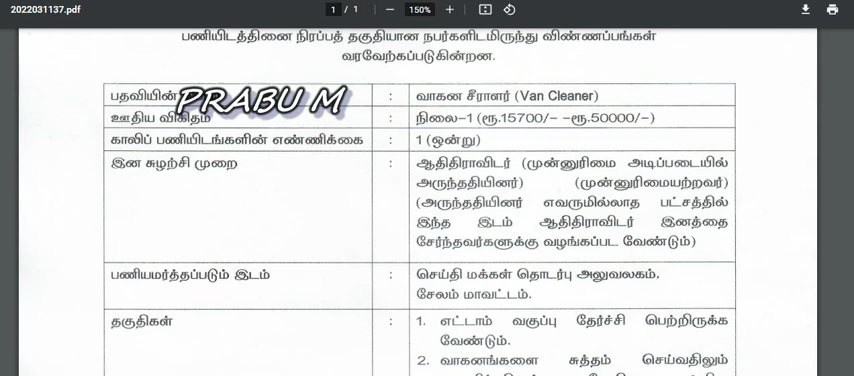 2022031137.pdf 1 / 1 150%
பணியிடத்தினை நிரப்பத் தகுதியான நபர்களிடமிருந்து விண்ணப்பங்கள்
வரவேற்கப்படுகின்றன.
பதவியின் : வாகன சீராளர் (Van Cleaner)
PRABU M
ஊதிய விகிதம் : நிலை-1 (ரூ.15700/- -ரூ.50000/-)
காலிப் பணியிடங்களின் எண்ணிக்கை : 1 (ஒன்று)
இன சுழற்சி முறை : ஆதிதிராவிடர் (முன்னுரிமை அடிப்படையில்
அருந்ததியினர்) (முன்னுரிமையற்றவர்)
(அருந்ததியினர் எவருமில்லாத பட்சத்தில்
இந்த இடம் ஆதிதிராவிடர் இனத்தை
சேர்ந்தவர்களுக்கு வழங்கப்பட வேண்டும்)
பணியமர்த்தப்படும் இடம் : செய்தி மக்கள் தொடர்பு அலுவலகம்,
சேலம் மாவட்டம்.
தகுதிகள் : 1. எட்டாம் வகுப்பு தேர்ச்சி பெற்றிருக்க
வேண்டும்.
2. வாகனங்களை சுத்தம் செய்வதிலும்